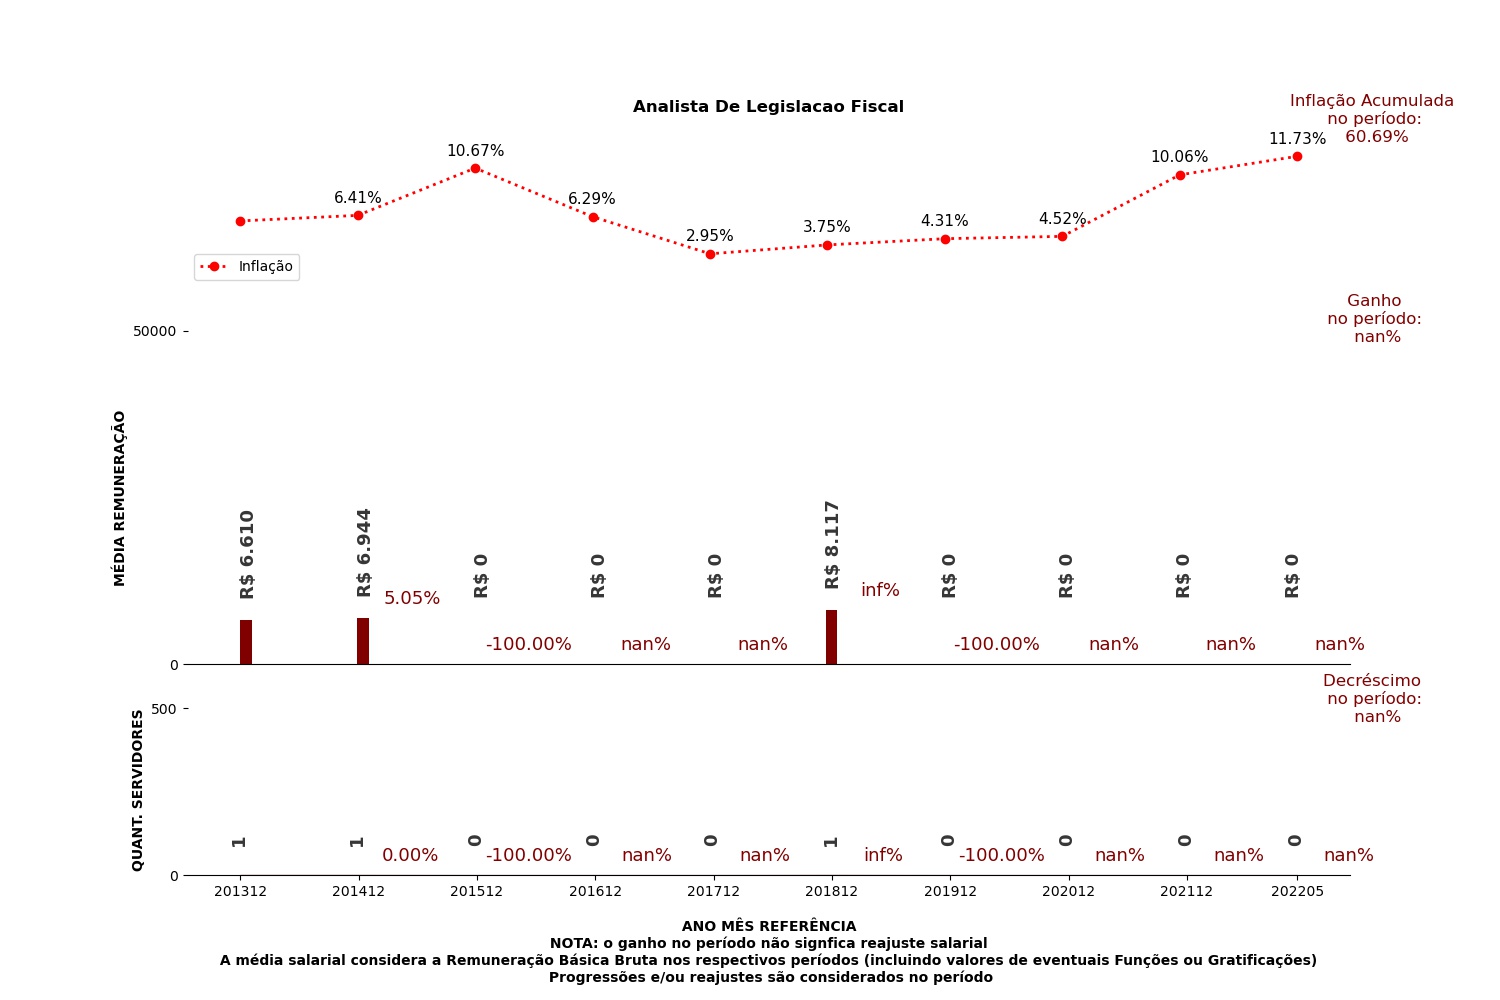 Analista De Legislacao Fiscal
Inflação Acumulada
no período:
60.69%
6.41%
10.67%
6.29%
2.95%
3.75%
4.31%
4.52%
10.06%
11.73%
Inflação
Ganho
no período:
nan%
50000
0
MÉDIA REMUNERAÇÃO
R$ 6.610
R$ 6.944
R$ 0
R$ 0
R$ 0
R$ 8.117
R$ 0
R$ 0
R$ 0
R$ 0
5.05%
-100.00%
nan%
nan%
inf%
-100.00%
nan%
nan%
nan%
Decréscimo
no período:
nan%
500
0
QUANT. SERVIDORES
1
1
0
0
0
1
0
0
0
0
0.00%
-100.00%
nan%
nan%
inf%
-100.00%
nan%
nan%
nan%
201312
201412
201512
201612
201712
201812
201912
202012
202112
202205
ANO MÊS REFERÊNCIA
NOTA: o ganho no período não signfica reajuste salarial
A média salarial considera a Remuneração Básica Bruta nos respectivos períodos (incluindo valores de eventuais Funções ou Gratificações)
Progressões e/ou reajustes são considerados no período